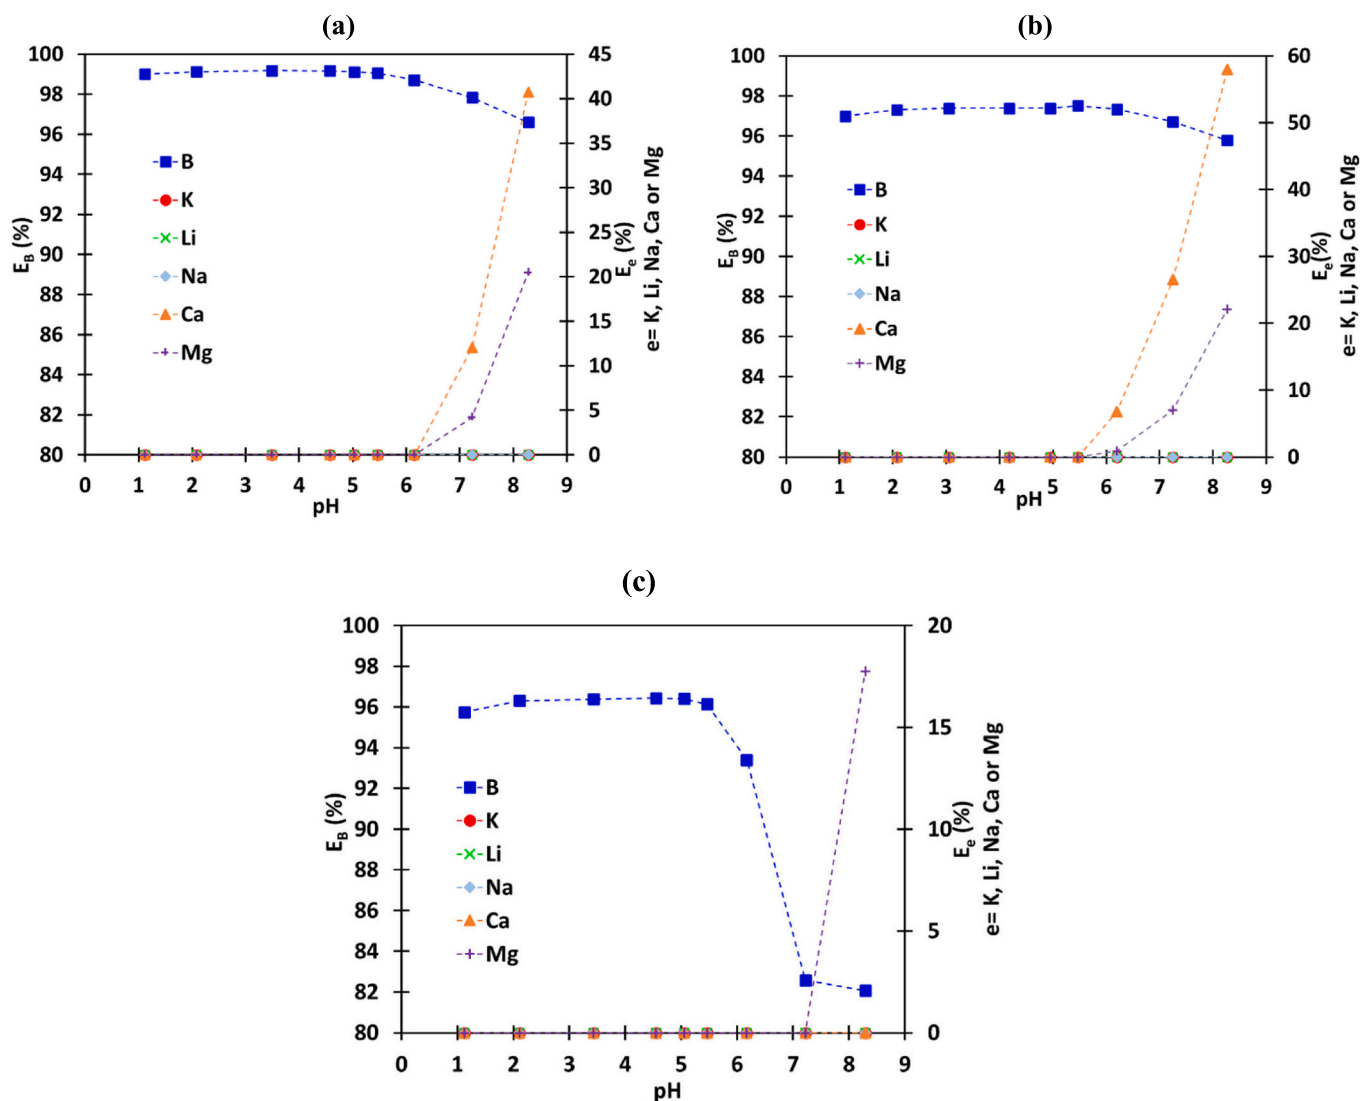 (a)
100
98
96
94
92
90
88
86
84
82
80
E_B (%)
B
K
Li
Na
Ca
Mg
0 1 2 3 4 5 6 7 8 9
pH
45
40
35
30
25
20
15
10
5
0
E_e (%)
e= K, Li, Na, Ca or Mg
(b)
100
98
96
94
92
90
88
86
84
82
80
E_B (%)
B
K
Li
Na
Ca
Mg
0 1 2 3 4 5 6 7 8 9
pH
60
50
40
30
20
10
0
E_e (%)
e= K, Li, Na, Ca or Mg
(c)
100
98
96
94
92
90
88
86
84
82
80
E_B (%)
B
K
Li
Na
Ca
Mg
0 1 2 3 4 5 6 7 8 9
pH
20
15
10
5
0
E_e (%)
e= K, Li, Na, Ca or Mg